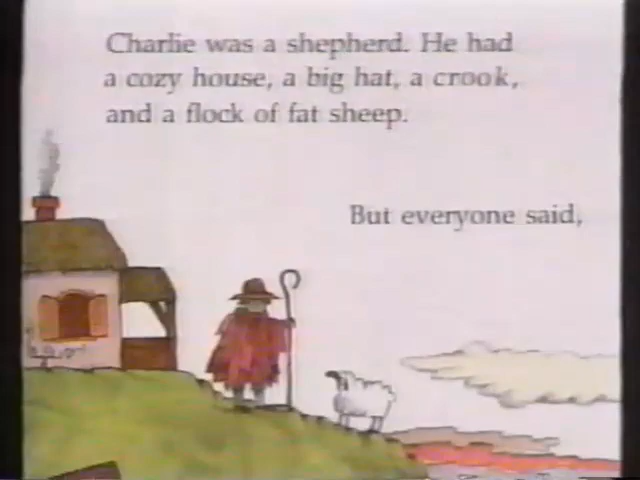 Charlie was a shepherd. He had
a cozy house, a big hat, a crook,
and a flock of fat sheep.
But everyone said,